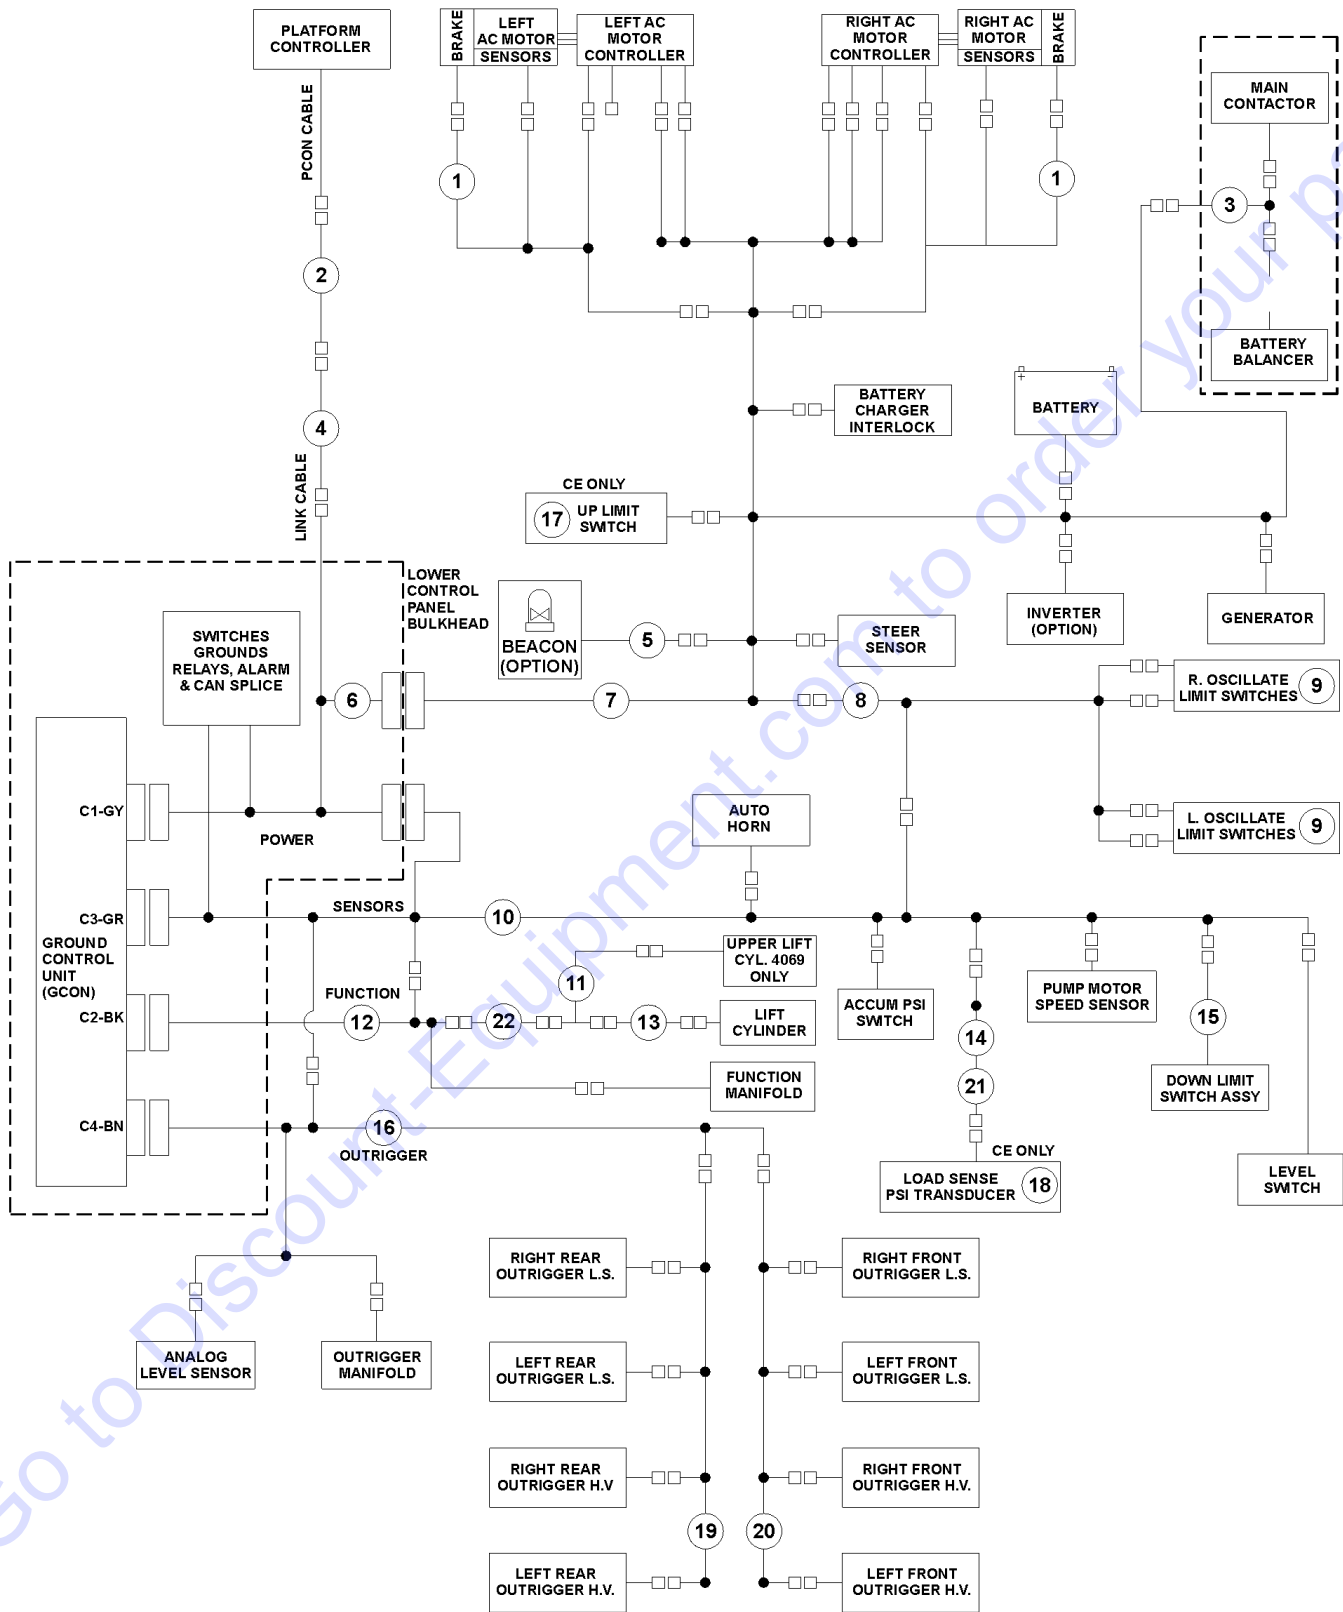 PLATFORM
CONTROLLER
BRAKE
LEFT
AC MOTOR
SENSORS
LEFT AC
MOTOR
CONTROLLER
RIGHT AC
MOTOR
CONTROLLER
RIGHT AC
MOTOR
SENSORS
BRAKE
MAIN
CONTACTOR
PCON CABLE
1
1
3
2
BATTERY
BALANCER
BATTERY
CHARGER
INTERLOCK
+
−
BATTERY
4
LINK CABLE
CE ONLY
17
UP LIMIT
SWITCH
LOWER
CONTROL
PANEL
BULKHEAD
SWITCHES
GROUNDS
RELAYS, ALARM
& CAN SPLICE
BEACON
(OPTION)
5
STEER
SENSOR
INVERTER
(OPTION)
GENERATOR
6
7
8
R. OSCILLATE
LIMIT SWITCHES
9
C1-GY
POWER
AUTO
HORN
L. OSCILLATE
LIMIT SWITCHES
9
C3-GR
SENSORS
10
GROUND
CONTROL
UNIT
(GCON)
UPPER LIFT
CYL. 4069
ONLY
11
ACCUM PSI
SWITCH
PUMP MOTOR
SPEED SENSOR
FUNCTION
C2-BK
12
22
13
LIFT
CYLINDER
14
15
21
FUNCTION
MANIFOLD
DOWN LIMIT
SWITCH ASSY
C4-BN
16
OUTRIGGER
CE ONLY
LOAD SENSE
PSI TRANSDUCER
18
LEVEL
SWITCH
RIGHT REAR
OUTRIGGER L.S.
RIGHT FRONT
OUTRIGGER L.S.
ANALOG
LEVEL SENSOR
OUTRIGGER
MANIFOLD
LEFT REAR
OUTRIGGER L.S.
LEFT FRONT
OUTRIGGER L.S.
RIGHT REAR
OUTRIGGER H.V
RIGHT FRONT
OUTRIGGER H.V.
19
20
LEFT REAR
OUTRIGGER H.V.
LEFT FRONT
OUTRIGGER H.V.
Go to Discount-Equipment.com to order your